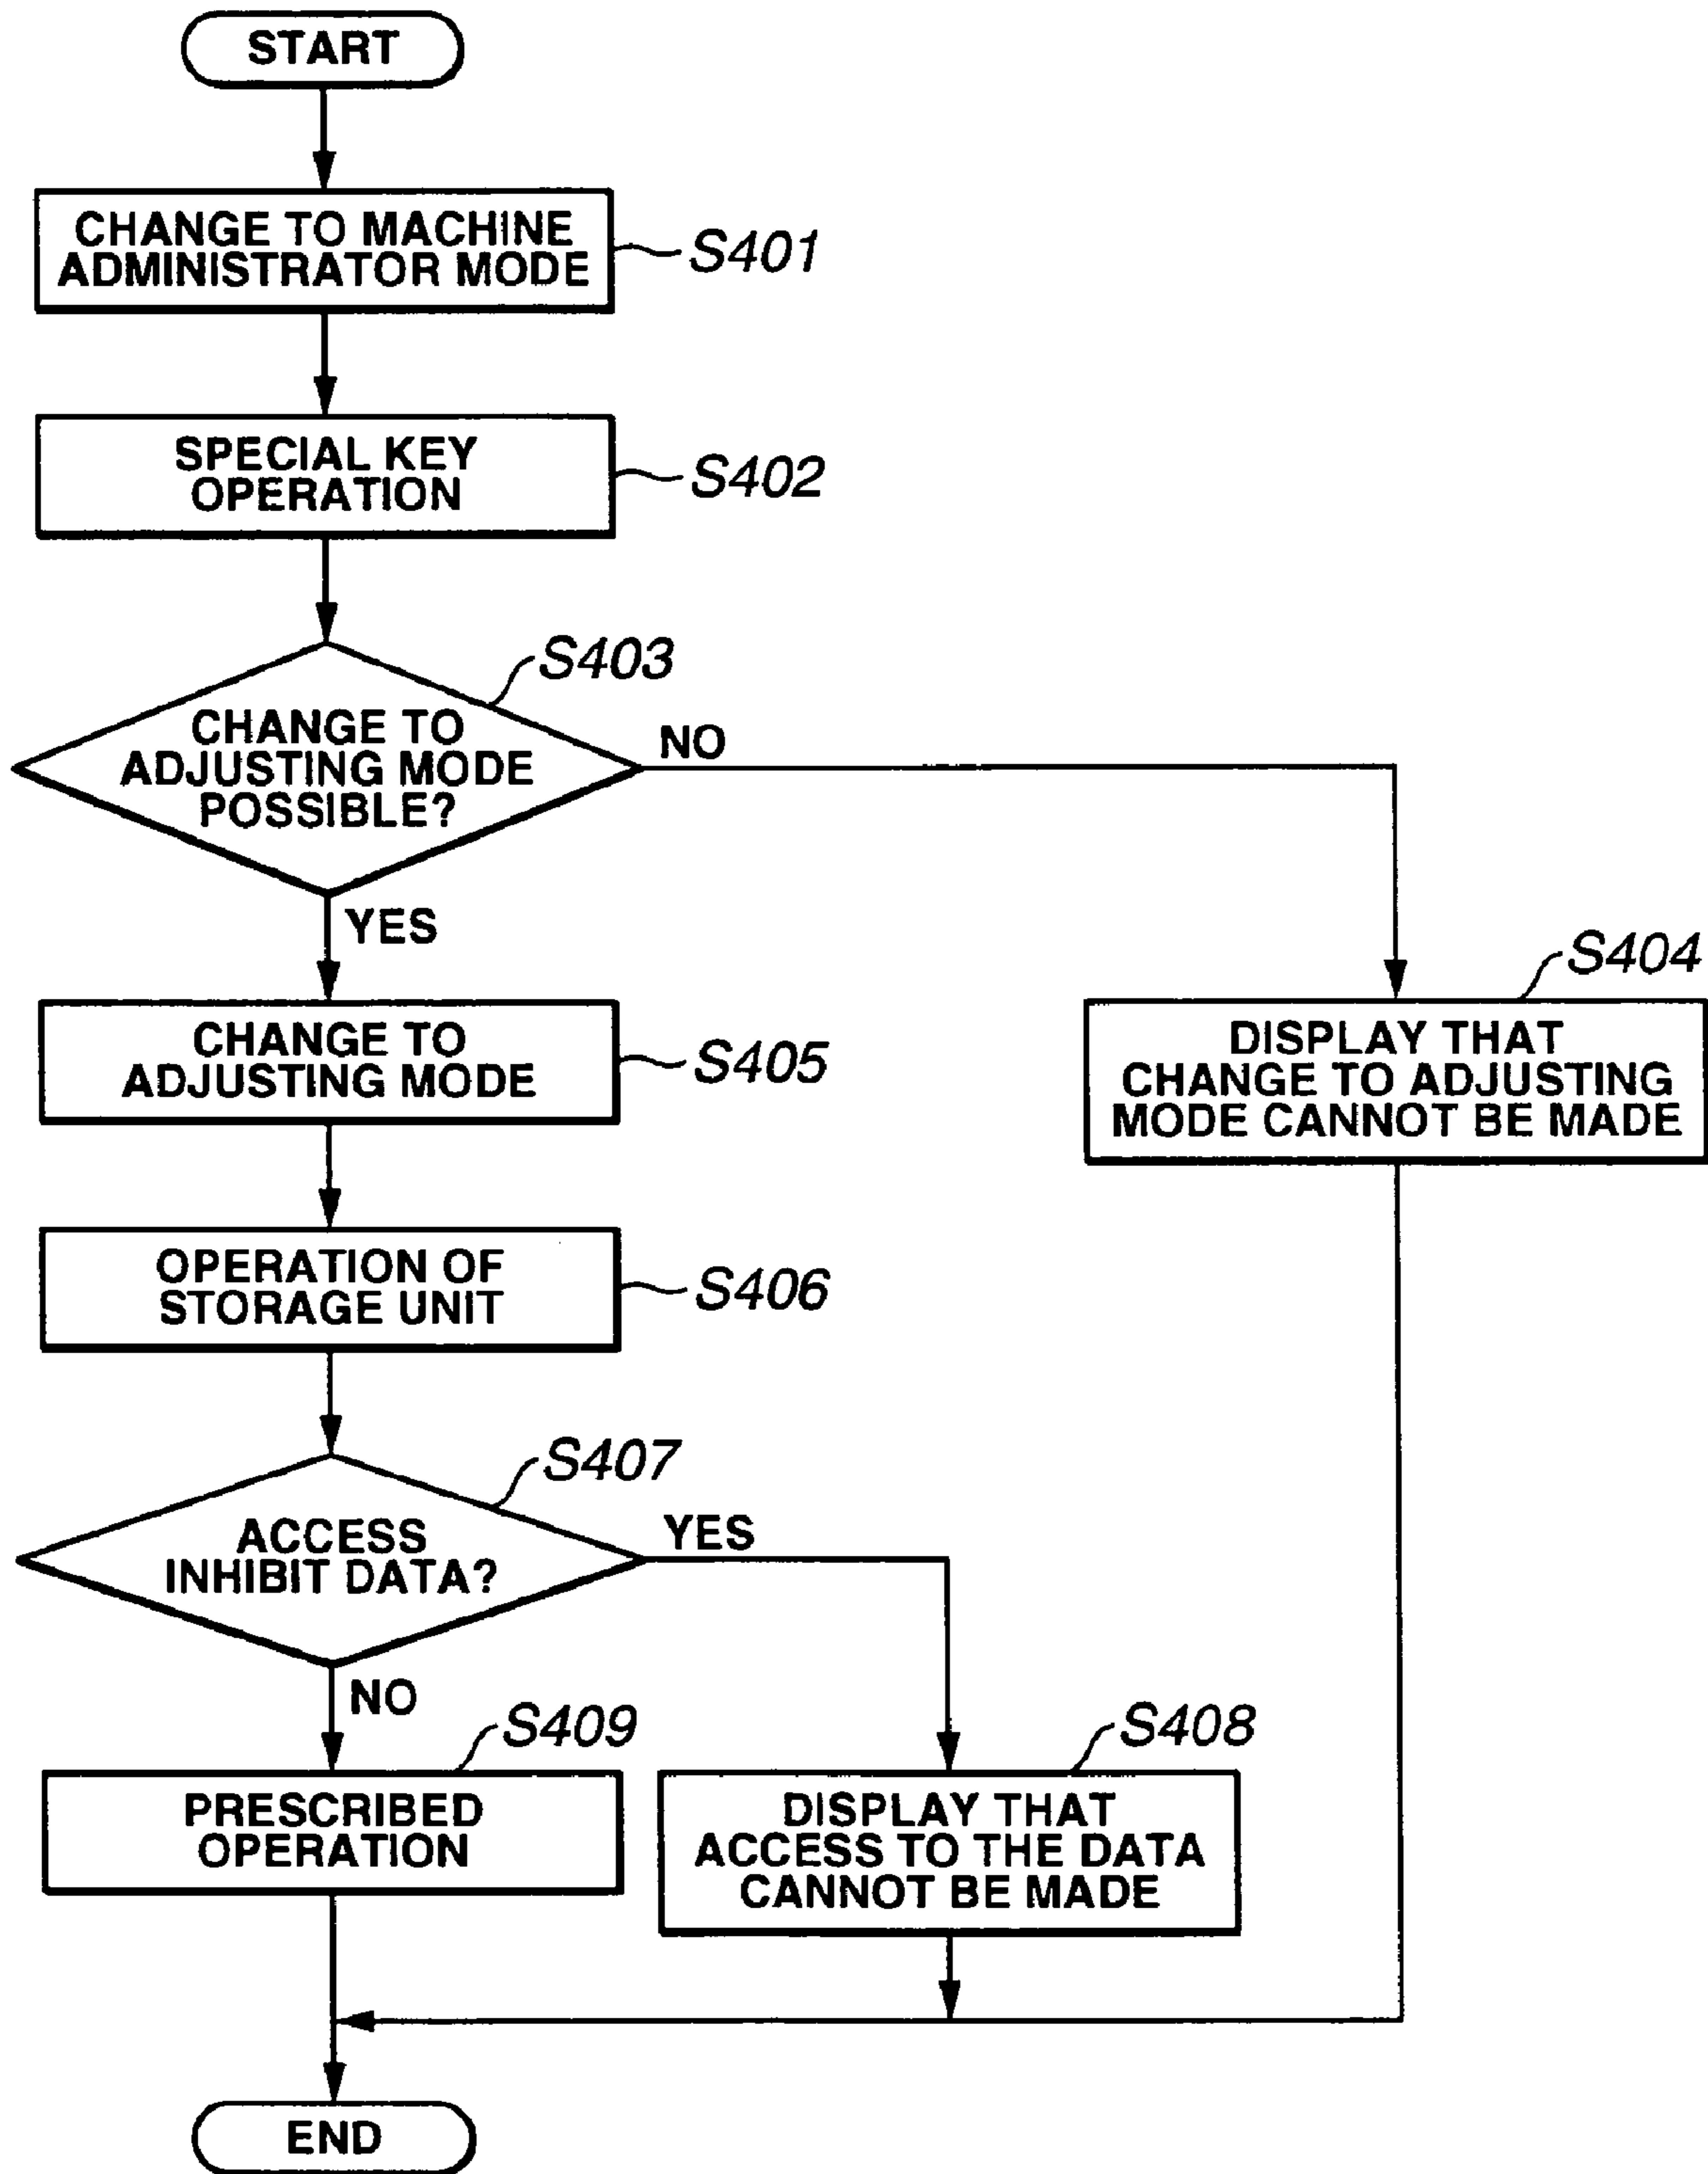 START
CHANGE TO MACHINE
ADMINISTRATOR MODE
S401
SPECIAL KEY
OPERATION
S402
S403
CHANGE TO
ADJUSTING MODE
POSSIBLE?
NO
YES
S404
DISPLAY THAT
CHANGE TO ADJUSTING
MODE CANNOT BE MADE
CHANGE TO
ADJUSTING MODE
S405
OPERATION OF
STORAGE UNIT
S406
S407
ACCESS
INHIBIT DATA?
YES
NO
S409
PRESCRIBED
OPERATION
S408
DISPLAY THAT
ACCESS TO THE DATA
CANNOT BE MADE
END